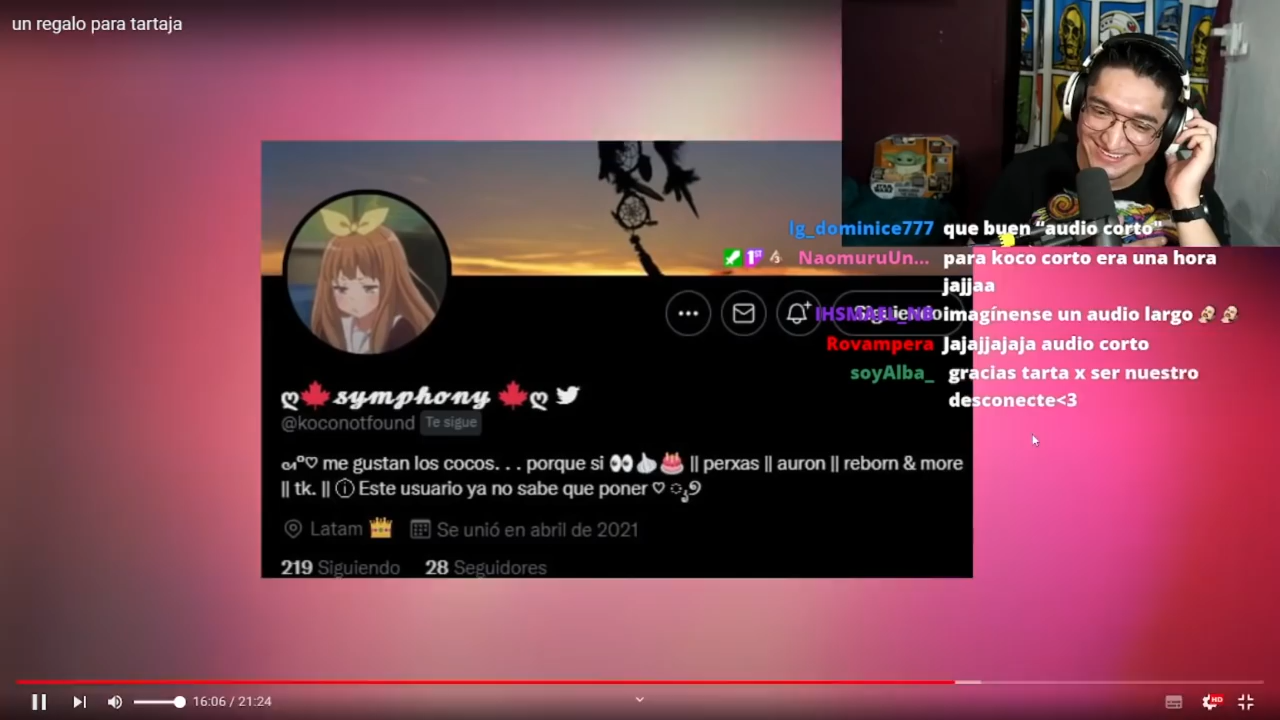 un regalo para tartaja
lg_dominice777 que buen “audio corto"
NaomuruUn... para koco corto era una hora
jajjaa
imagínense un audio largo
Siguiendo
Rovampera Jajajjajaja audio corto
soyAlba_ gracias tarta x ser nuestro
desconecte<3
ღ🍁 symphony 🍁ღ
@koconotfound Te sigue
me gustan los cocos. . . porque si 👀👍🎂 || perxas || auron || reborn & more
|| tk. || ⓘ Este usuario ya no sabe que poner ♡
Latam 👑 Se unió en abril de 2021
219 Siguiendo 28 Seguidores
16:06 / 21:24
HD